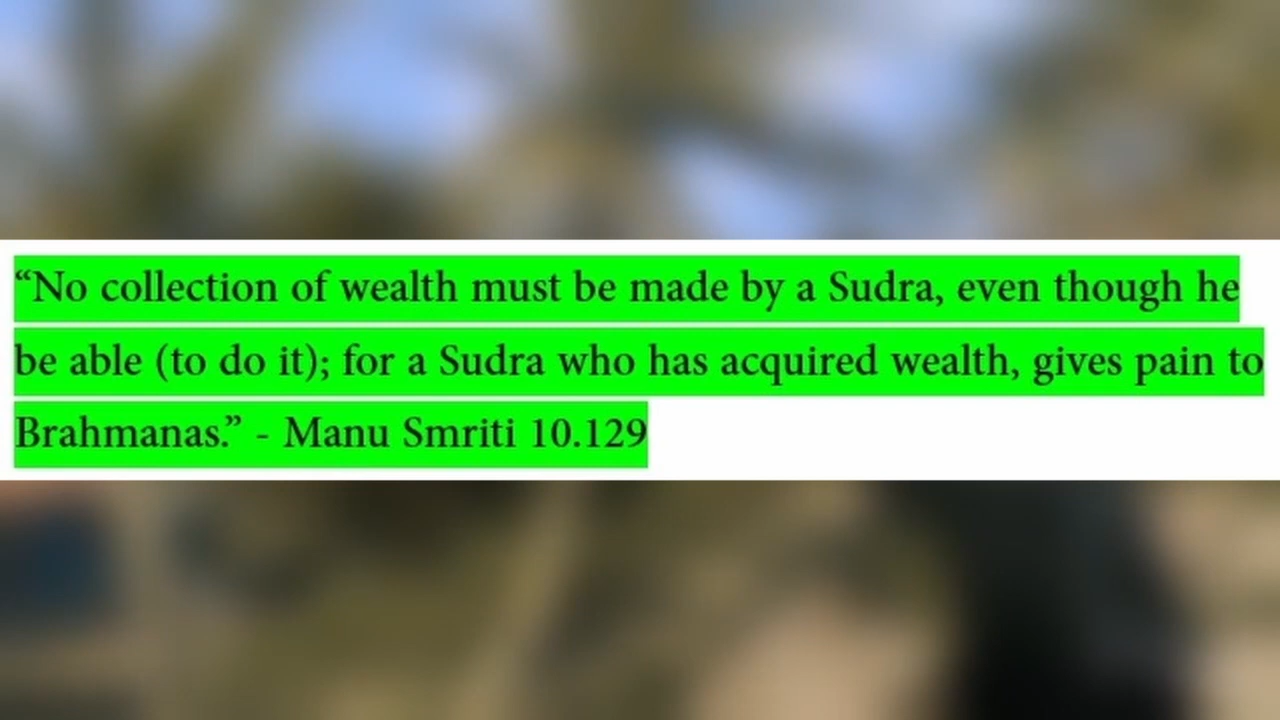 “No collection of wealth must be made by a Sudra, even though he
be able (to do it); for a Sudra who has acquired wealth, gives pain to
Brahmanas.” - Manu Smriti 10.129